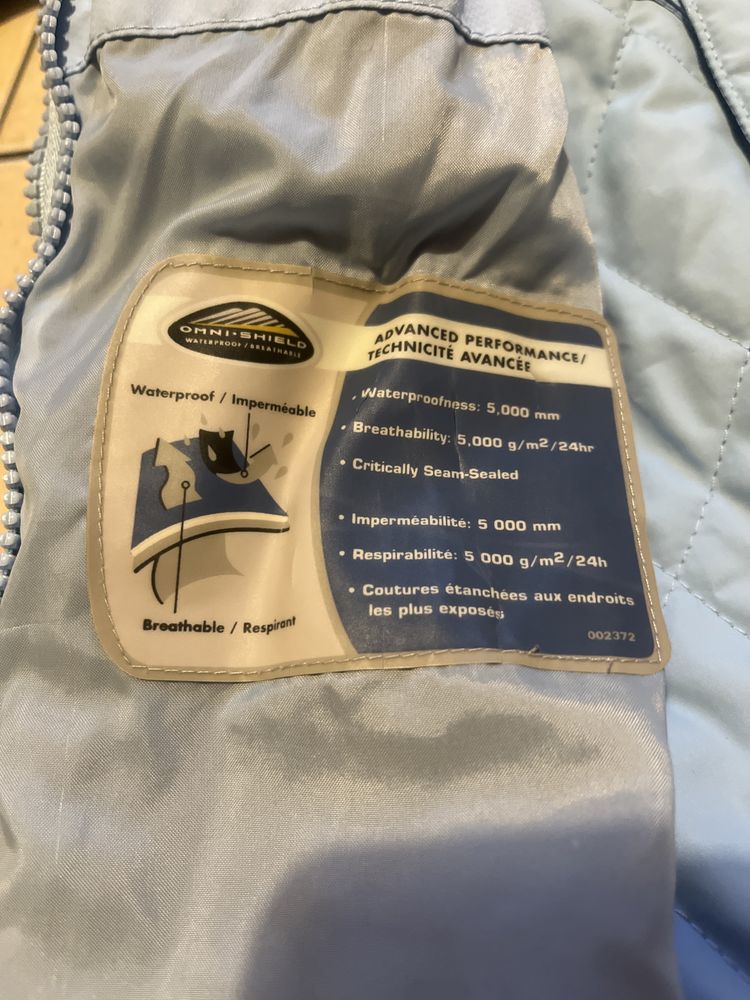 OMNI·SHIELD
WATERPROOF / BREATHABLE
ADVANCED PERFORMANCE/
TECHNICITÉ AVANCÉE
Waterproof / Imperméable
Breathable / Respirant
• Waterproofness: 5,000 mm
• Breathability: 5,000 g/m2/24hr
• Critically Seam-Sealed
• Imperméabilité: 5 000 mm
• Respirabilité: 5 000 g/m2/24h
• Coutures étanchées aux endroits
les plus exposés
002372